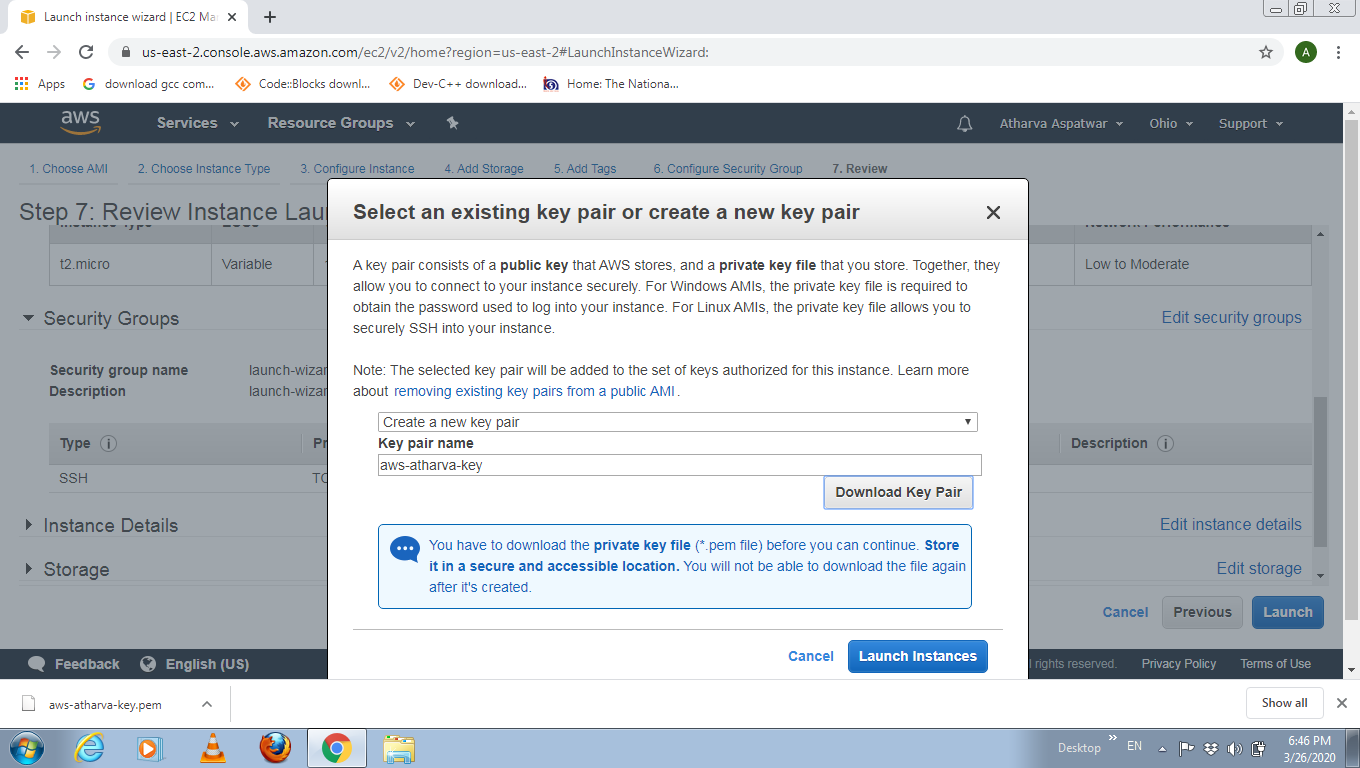 Launch instance wizard | EC2 Ma
us-east-2.console.aws.amazon.com/ec2/v2/home?region=us-east-2#LaunchInstanceWizard:
A
Apps
download gcc com...
Code::Blocks downl...
Dev-C++ download...
Home: The Nationa...
aws
Services
Resource Groups
Atharva Aspatwar
Ohio
Support
1. Choose AMI
2. Choose Instance Type
3. Configure Instance
4. Add Storage
5. Add Tags
6. Configure Security Group
7. Review
Step 7: Review Instance Lau
Select an existing key pair or create a new key pair
Instance Type
Network Performance
t2.micro
Variable
Low to Moderate
A key pair consists of a public key that AWS stores, and a private key file that you store. Together, they
allow you to connect to your instance securely. For Windows AMIs, the private key file is required to
obtain the password used to log into your instance. For Linux AMIs, the private key file allows you to
securely SSH into your instance.
Security Groups
Edit security groups
Security group name
launch-wizar
Description
launch-wizar
Note: The selected key pair will be added to the set of keys authorized for this instance. Learn more
about removing existing key pairs from a public AMI .
Create a new key pair
Key pair name
aws-atharva-key
Download Key Pair
Type
Pr
Description
SSH
TC
Instance Details
Edit instance details
Storage
Edit storage
You have to download the private key file (*.pem file) before you can continue. Store
it in a secure and accessible location. You will not be able to download the file again
after it's created.
Cancel
Previous
Launch
Cancel
Launch Instances
Feedback
English (US)
rights reserved.
Privacy Policy
Terms of Use
aws-atharva-key.pem
Show all
Desktop
EN
6:46 PM
3/26/2020